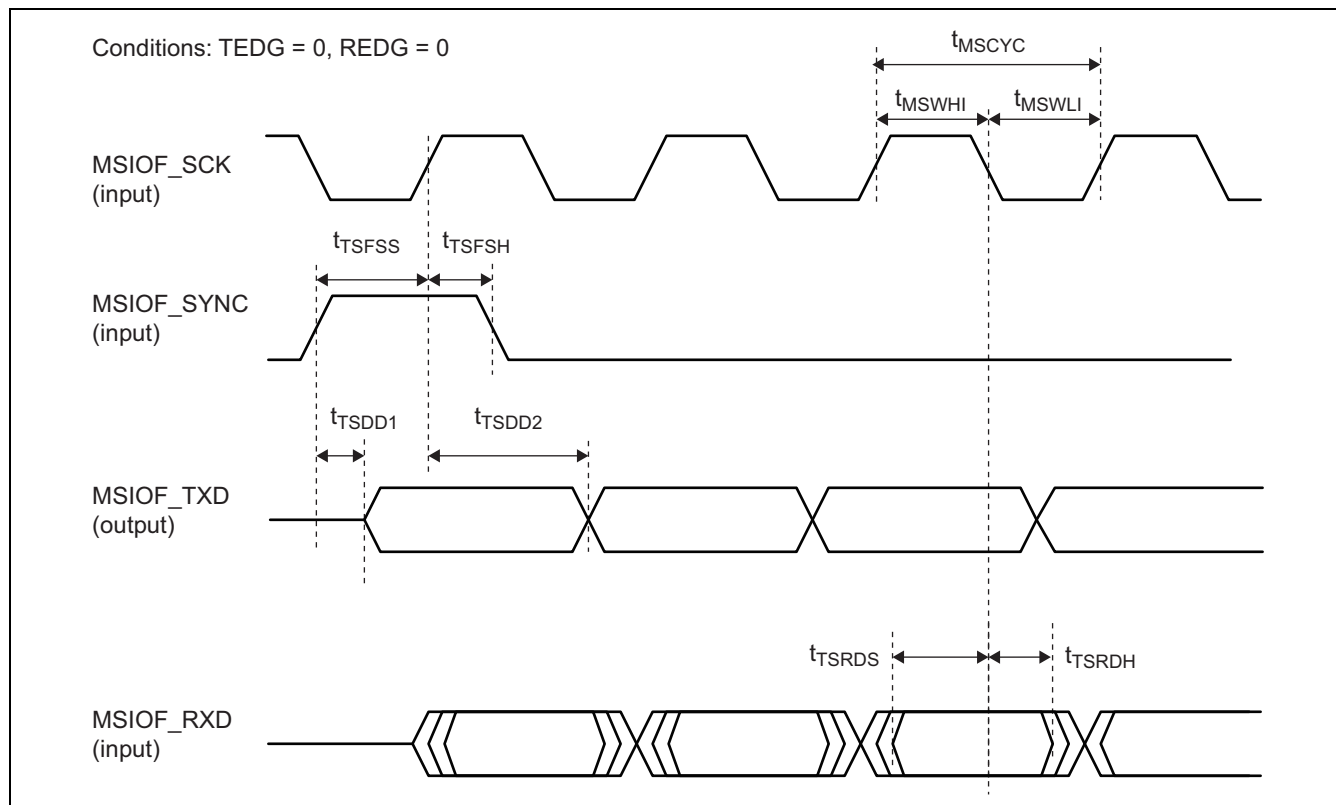 Conditions: TEDG = 0, REDG = 0
tMSCYC
tMSWHI
tMSWLI
MSIOF_SCK
(input)
tTSFSS
tTSFSH
MSIOF_SYNC
(input)
tTSDD1
tTSDD2
MSIOF_TXD
(output)
tTSRDS
tTSRDH
MSIOF_RXD
(input)